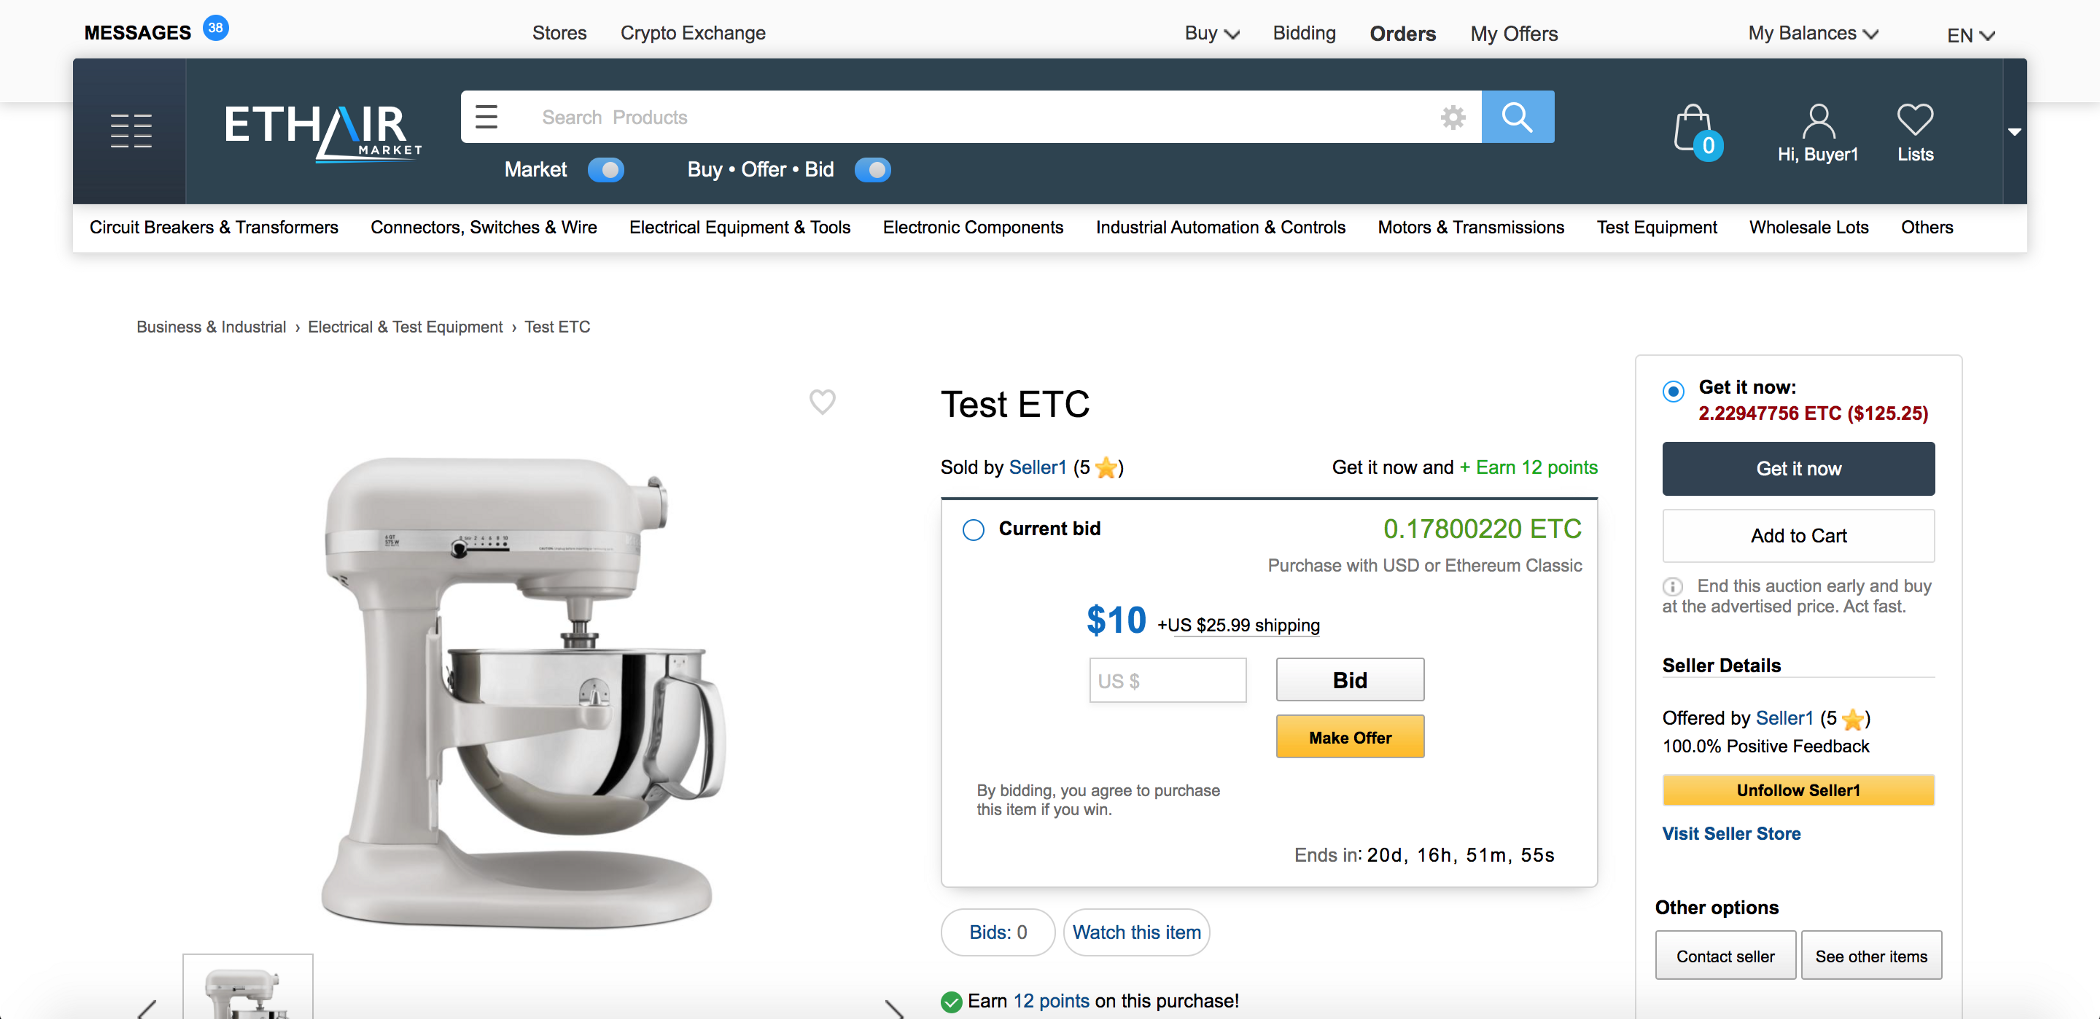 MESSAGES 38
Stores
Crypto Exchange
Buy
Bidding
Orders
My Offers
My Balances
EN
ETHAIR
MARKET
Search Products
Market
Buy • Offer • Bid
0
Hi, Buyer1
Lists
Circuit Breakers & Transformers
Connectors, Switches & Wire
Electrical Equipment & Tools
Electronic Components
Industrial Automation & Controls
Motors & Transmissions
Test Equipment
Wholesale Lots
Others
Business & Industrial › Electrical & Test Equipment › Test ETC
Test ETC
Sold by Seller1 (5 ⭐)
Get it now and + Earn 12 points
Current bid
0.17800220 ETC
Purchase with USD or Ethereum Classic
$10 +US $25.99 shipping
US $
Bid
Make Offer
By bidding, you agree to purchase
this item if you win.
Ends in: 20d, 16h, 51m, 55s
Bids: 0
Watch this item
Earn 12 points on this purchase!
Get it now:
2.22947756 ETC ($125.25)
Get it now
Add to Cart
End this auction early and buy
at the advertised price. Act fast.
Seller Details
Offered by Seller1 (5 ⭐)
100.0% Positive Feedback
Unfollow Seller1
Visit Seller Store
Other options
Contact seller
See other items